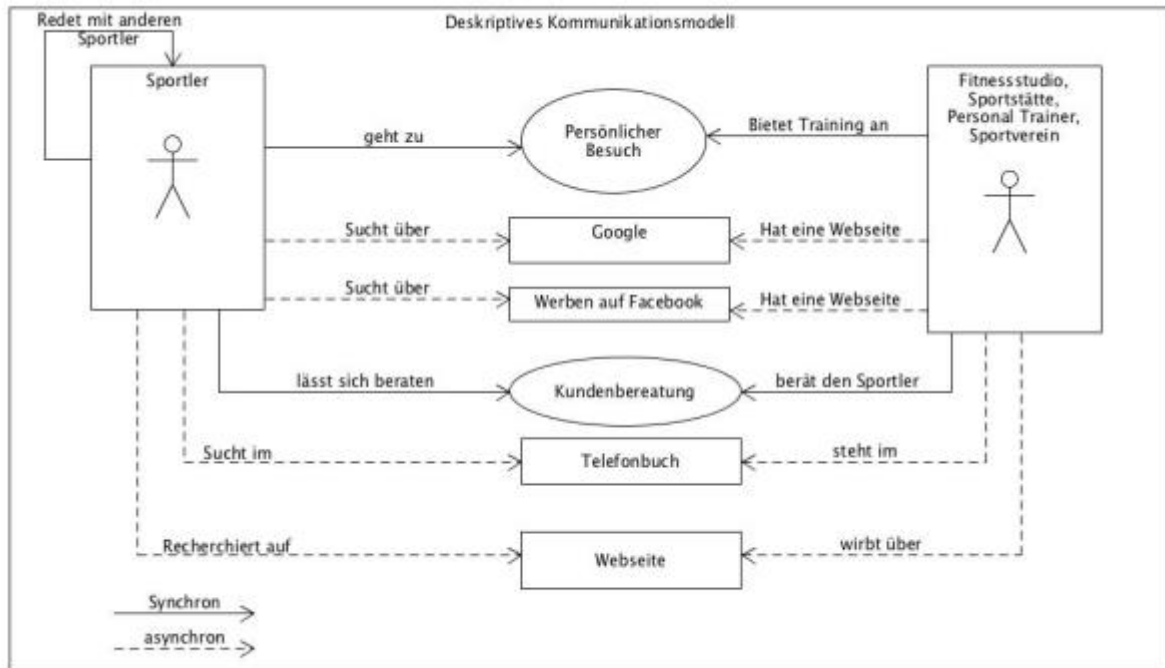 Deskriptives Kommunikationsmodell
Redet mit anderen
Sportler
Sportler
Fitnessstudio,
Sportstätte,
Personal Trainer,
Sportverein
geht zu
Persönlicher
Besuch
Bietet Training an
Sucht über
Google
Hat eine Webseite
Sucht über
Werben auf Facebook
Hat eine Webseite
lässt sich beraten
Kundenbereatung
berät den Sportler
Sucht im
Telefonbuch
steht im
Recherchiert auf
Webseite
wirbt über
Synchron
asynchron